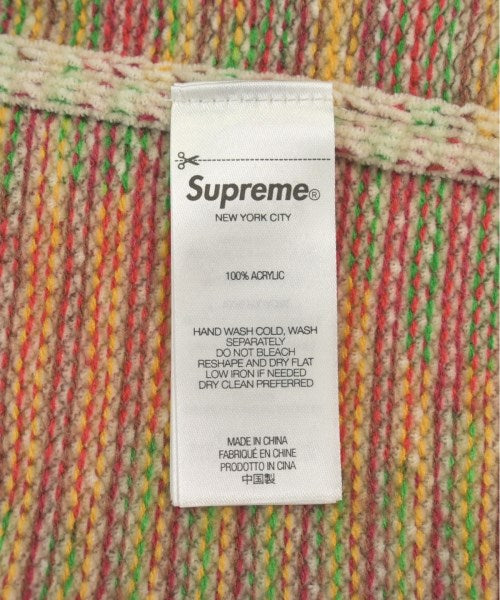 Supreme®
NEW YORK CITY
100% ACRYLIC
HAND WASH COLD, WASH
SEPARATELY
DO NOT BLEACH
RESHAPE AND DRY FLAT
LOW IRON IF NEEDED
DRY CLEAN PREFERRED
MADE IN CHINA
FABRIQUÉ EN CHINE
PRODOTTO IN CINA
中国製